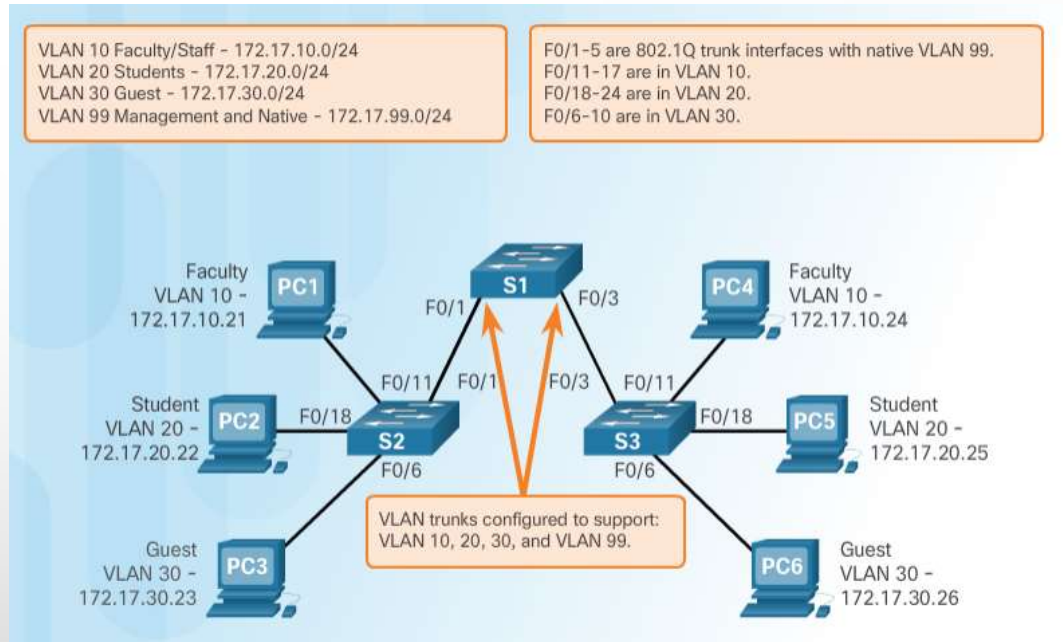 VLAN 10 Faculty/Staff - 172.17.10.0/24
VLAN 20 Students - 172.17.20.0/24
VLAN 30 Guest - 172.17.30.0/24
VLAN 99 Management and Native - 172.17.99.0/24
F0/1-5 are 802.1Q trunk interfaces with native VLAN 99.
F0/11-17 are in VLAN 10.
F0/18-24 are in VLAN 20.
F0/6-10 are in VLAN 30.
Faculty
VLAN 10 -
172.17.10.21
PC1
S1
F0/1
F0/3
PC4
Faculty
VLAN 10 -
172.17.10.24
F0/11
F0/1
F0/3
F0/11
Student
VLAN 20 -
172.17.20.22
PC2
F0/18
S2
F0/6
S3
F0/18
F0/6
PC5
Student
VLAN 20 -
172.17.20.25
VLAN trunks configured to support:
VLAN 10, 20, 30, and VLAN 99.
Guest
VLAN 30 -
172.17.30.23
PC3
PC6
Guest
VLAN 30 -
172.17.30.26